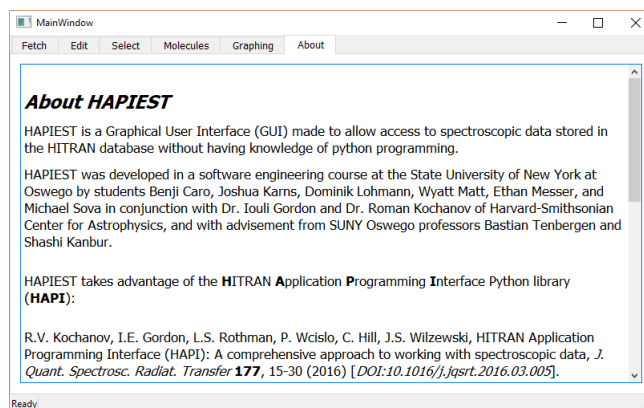 MainWindow
Fetch Edit Select Molecules Graphing About
About HAPIEST
HAPIEST is a Graphical User Interface (GUI) made to allow access to spectroscopic data stored in
the HITRAN database without having knowledge of python programming.
HAPIEST was developed in a software engineering course at the State University of New York at
Oswego by students Benji Caro, Joshua Karns, Dominik Lohmann, Wyatt Matt, Ethan Messer, and
Michael Sova in conjunction with Dr. Iouli Gordon and Dr. Roman Kochanov of Harvard-Smithsonian
Center for Astrophysics, and with advisement from SUNY Oswego professors Bastian Tenbergen and
Shashi Kanbur.
HAPIEST takes advantage of the HITRAN Application Programming Interface Python library
(HAPI):
R.V. Kochanov, I.E. Gordon, L.S. Rothman, P. Wcislo, C. Hill, J.S. Wilzewski, HITRAN Application
Programming Interface (HAPI): A comprehensive approach to working with spectroscopic data, J.
Quant. Spectrosc. Radiat. Transfer 177, 15-30 (2016) [DOI:10.1016/j.jqsrt.2016.03.005].
Ready